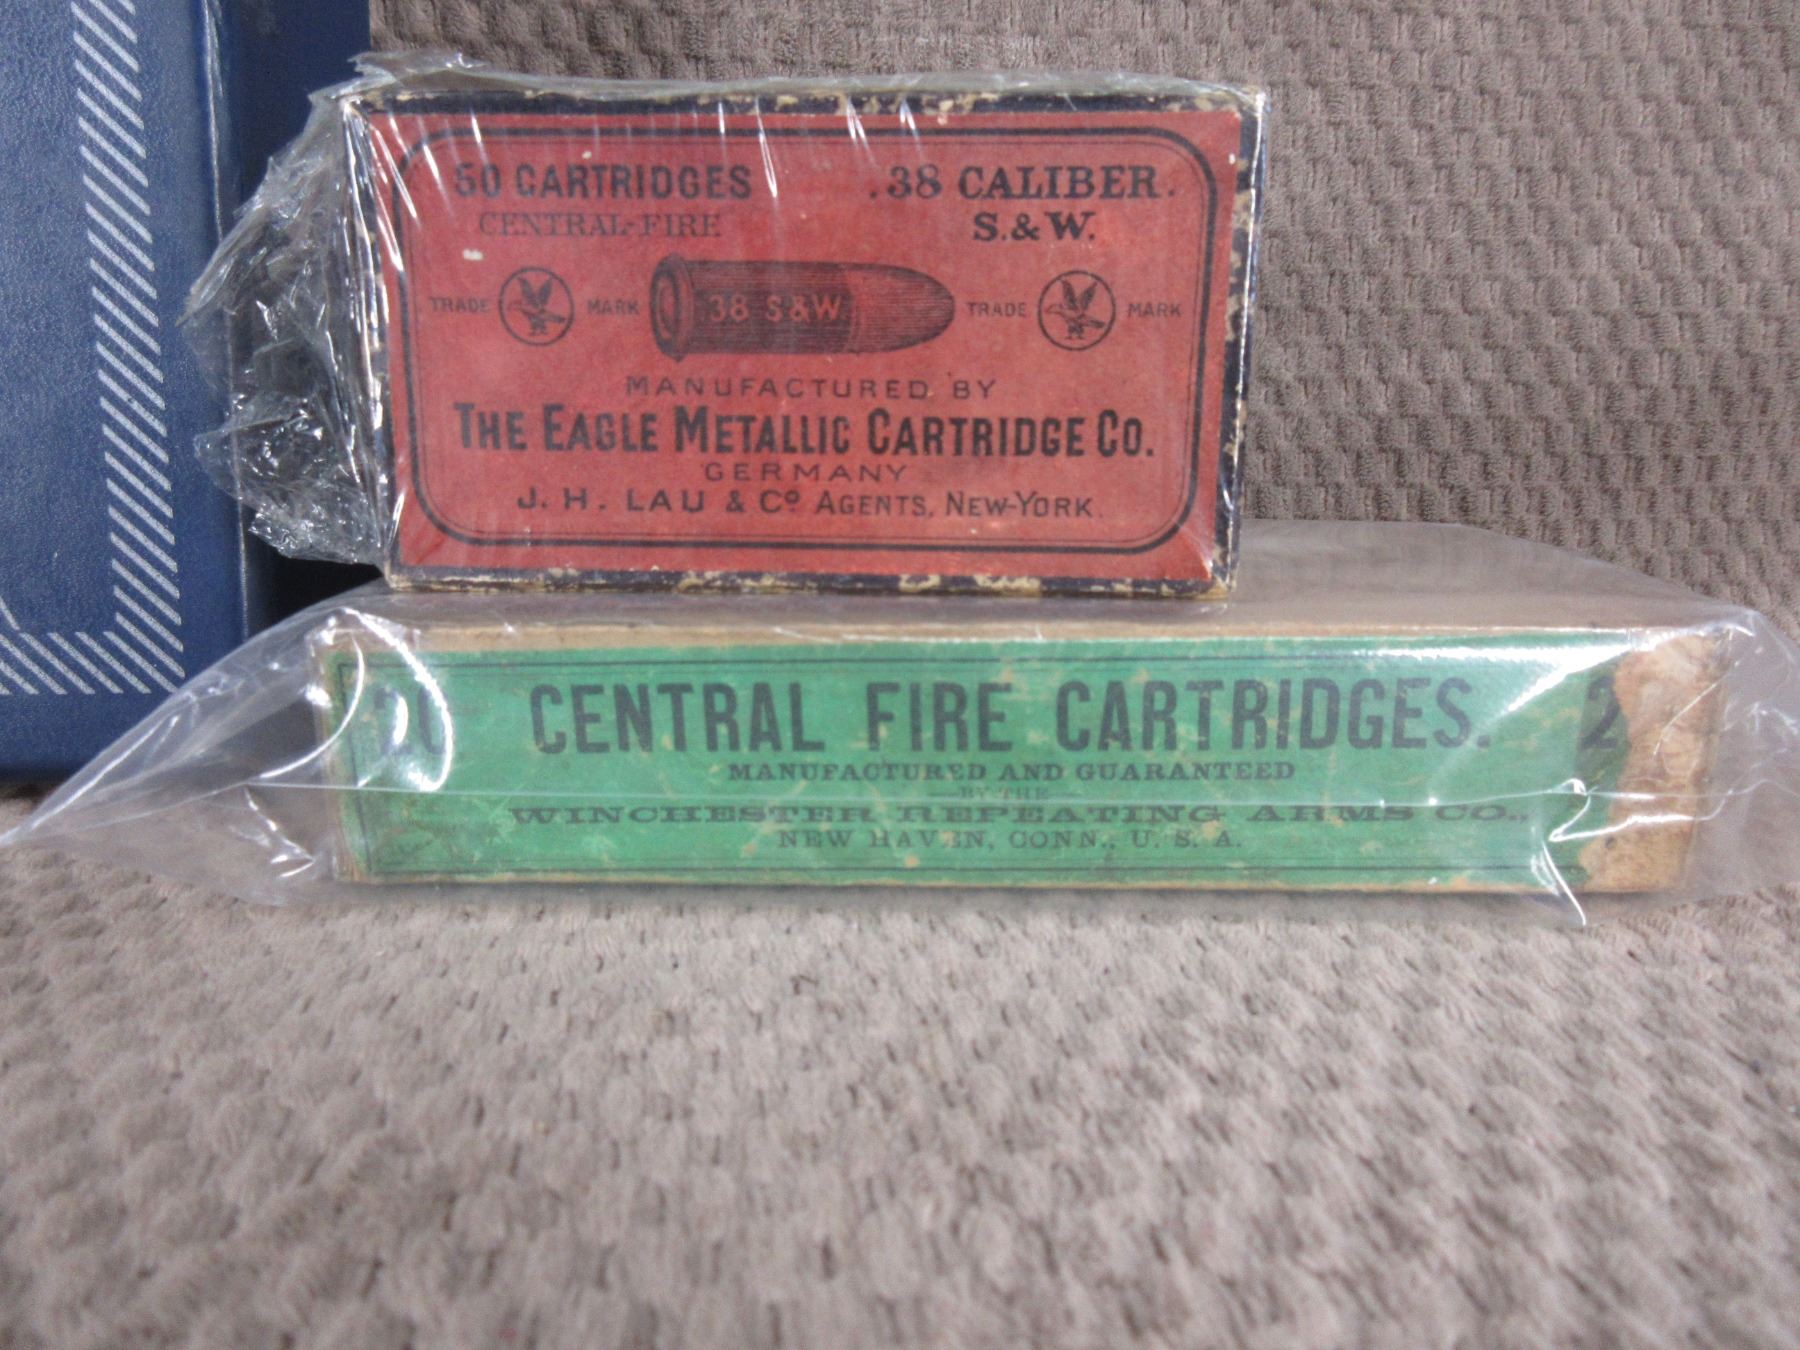 50 CARTRIDGES .38 CALIBER.
CENTRAL-FIRE S.&W.
TRADE MARK 38 S&W. TRADE MARK
MANUFACTURED BY
THE EAGLE METALLIC CARTRIDGE CO.
GERMANY
J. H. LAU & Co AGENTS, NEW-YORK.
20 CENTRAL FIRE CARTRIDGES. 2
MANUFACTURED AND GUARANTEED
—BY THE—
WINCHESTER REPEATING ARMS CO.,
NEW HAVEN, CONN., U. S. A.